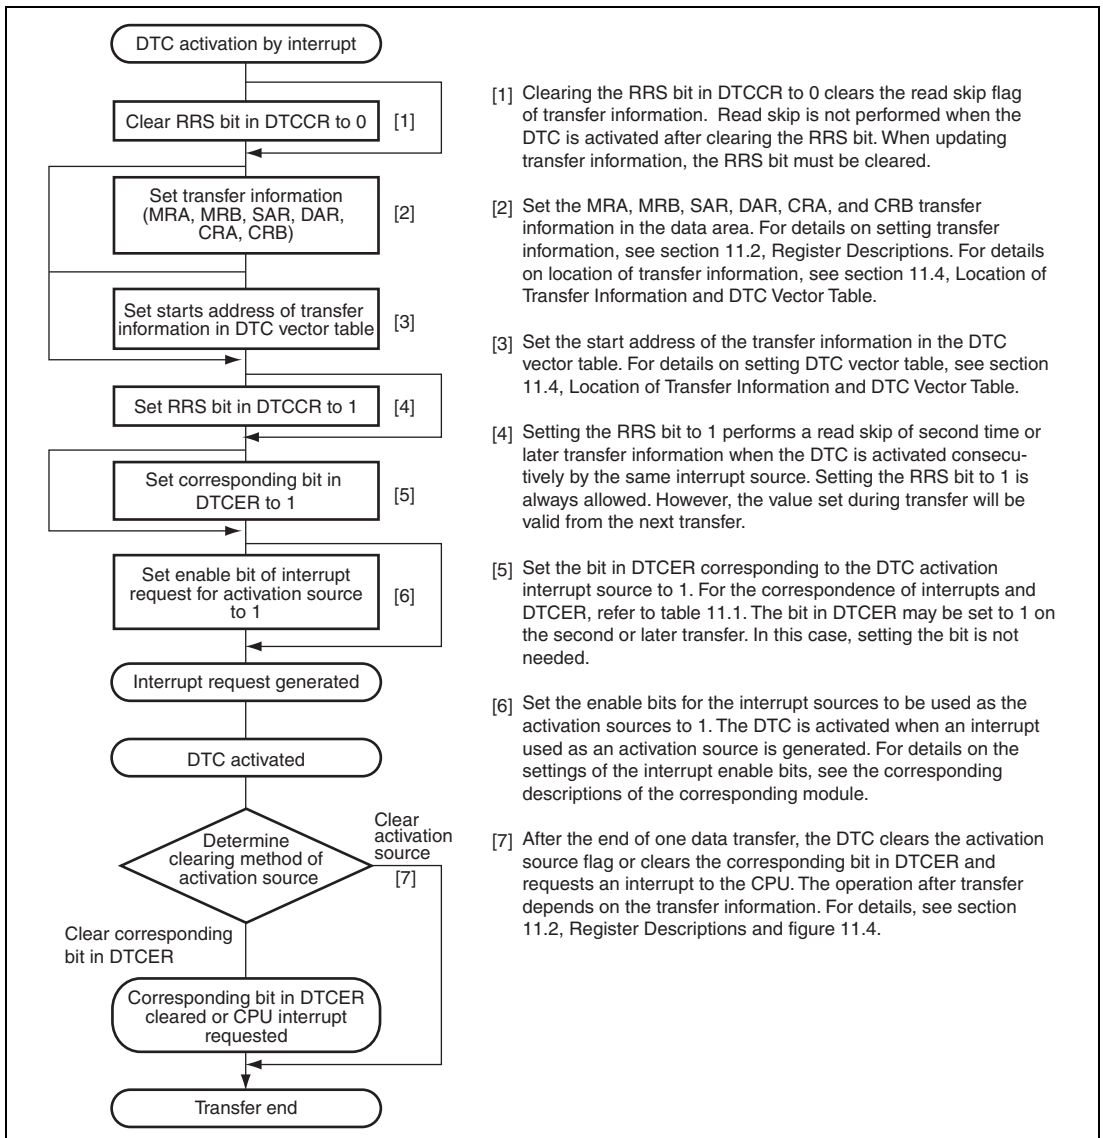 DTC activation by interrupt
Clear RRS bit in DTCCR to 0
[1]
Set transfer information
(MRA, MRB, SAR, DAR,
CRA, CRB)
[2]
Set starts address of transfer
information in DTC vector table
[3]
Set RRS bit in DTCCR to 1
[4]
Set corresponding bit in
DTCER to 1
[5]
Set enable bit of interrupt
request for activation source
to 1
[6]
Interrupt request generated
DTC activated
Determine
clearing method of
activation source
Clear
activation
source
[7]
Clear corresponding
bit in DTCER
Corresponding bit in DTCER
cleared or CPU interrupt
requested
Transfer end
[1] Clearing the RRS bit in DTCCR to 0 clears the read skip flag
of transfer information. Read skip is not performed when the
DTC is activated after clearing the RRS bit. When updating
transfer information, the RRS bit must be cleared.
[2] Set the MRA, MRB, SAR, DAR, CRA, and CRB transfer
information in the data area. For details on setting transfer
information, see section 11.2, Register Descriptions. For details
on location of transfer information, see section 11.4, Location of
Transfer Information and DTC Vector Table.
[3] Set the start address of the transfer information in the DTC
vector table. For details on setting DTC vector table, see section
11.4, Location of Transfer Information and DTC Vector Table.
[4] Setting the RRS bit to 1 performs a read skip of second time or
later transfer information when the DTC is activated consecu-
tively by the same interrupt source. Setting the RRS bit to 1 is
always allowed. However, the value set during transfer will be
valid from the next transfer.
[5] Set the bit in DTCER corresponding to the DTC activation
interrupt source to 1. For the correspondence of interrupts and
DTCER, refer to table 11.1. The bit in DTCER may be set to 1 on
the second or later transfer. In this case, setting the bit is not
needed.
[6] Set the enable bits for the interrupt sources to be used as the
activation sources to 1. The DTC is activated when an interrupt
used as an activation source is generated. For details on the
settings of the interrupt enable bits, see the corresponding
descriptions of the corresponding module.
[7] After the end of one data transfer, the DTC clears the activation
source flag or clears the corresponding bit in DTCER and
requests an interrupt to the CPU. The operation after transfer
depends on the transfer information. For details, see section
11.2, Register Descriptions and figure 11.4.